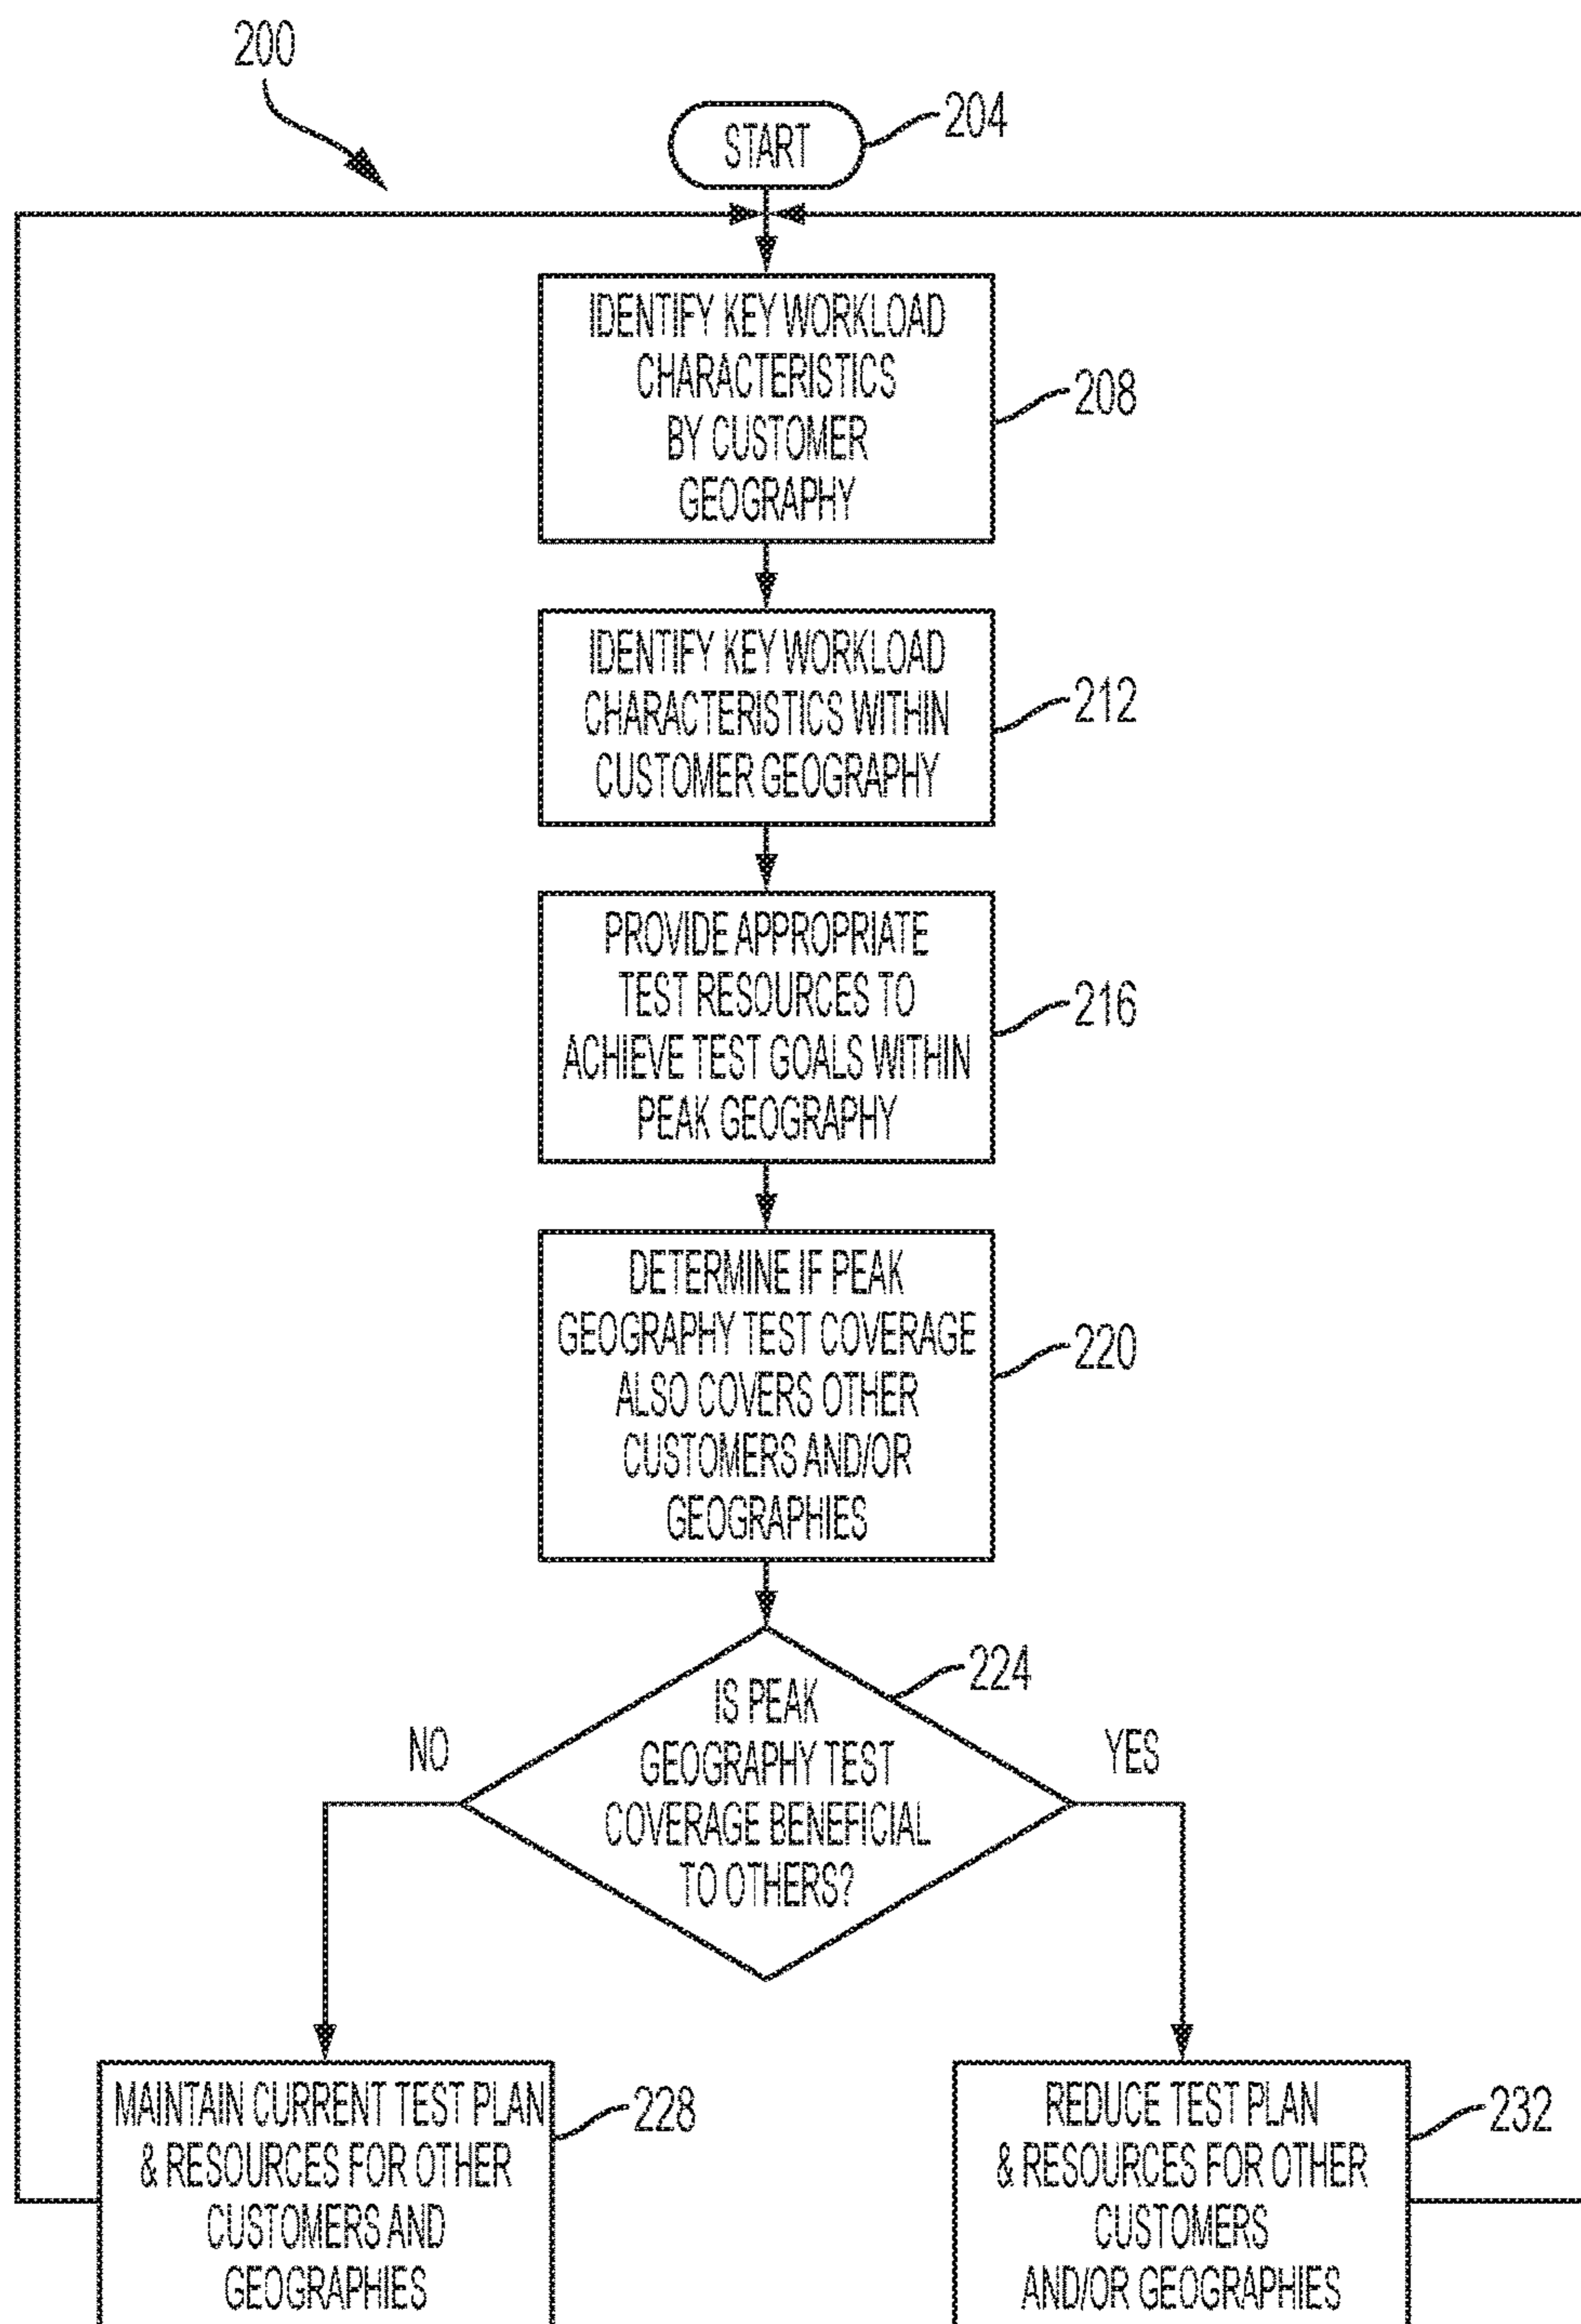 200
START
204
IDENTIFY KEY WORKLOAD
CHARACTERISTICS
BY CUSTOMER
GEOGRAPHY
208
IDENTIFY KEY WORKLOAD
CHARACTERISTICS WITHIN
CUSTOMER GEOGRAPHY
212
PROVIDE APPROPRIATE
TEST RESOURCES TO
ACHIEVE TEST GOALS WITHIN
PEAK GEOGRAPHY
216
DETERMINE IF PEAK
GEOGRAPHY TEST COVERAGE
ALSO COVERS OTHER
CUSTOMERS AND/OR
GEOGRAPHIES
220
IS PEAK
GEOGRAPHY TEST
COVERAGE BENEFICIAL
TO OTHERS?
224
NO
YES
MAINTAIN CURRENT TEST PLAN
& RESOURCES FOR OTHER
CUSTOMERS AND
GEOGRAPHIES
228
REDUCE TEST PLAN
& RESOURCES FOR OTHER
CUSTOMERS
AND/OR GEOGRAPHIES
232